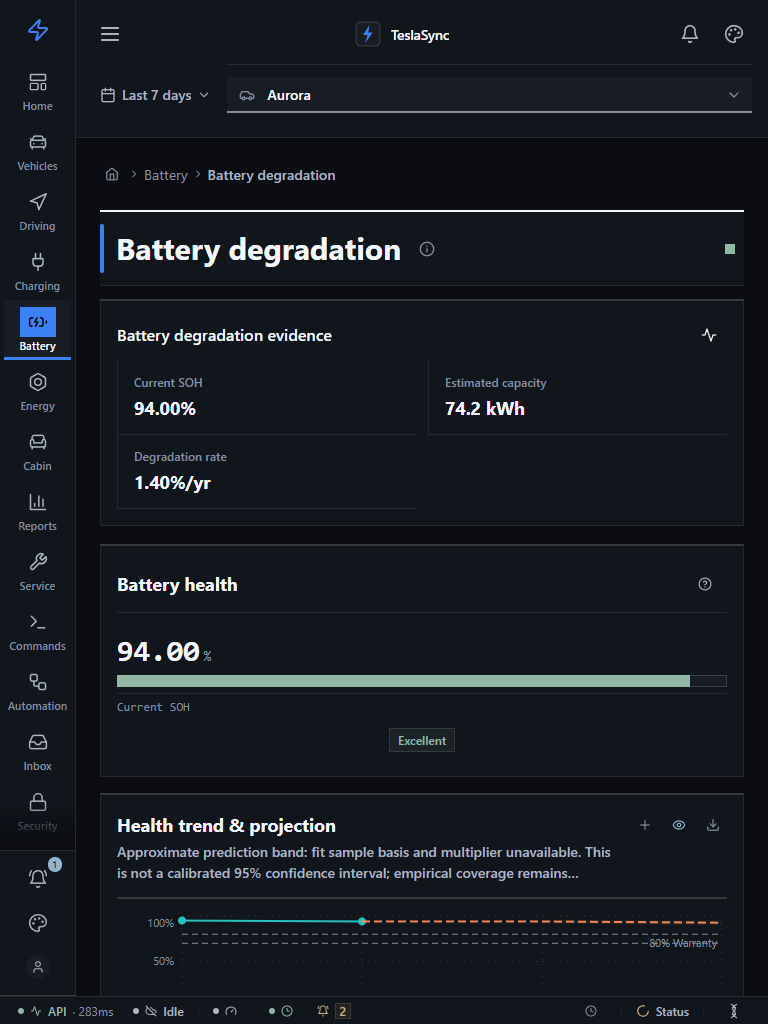 TeslaSync
Last 7 days
Aurora
Home
Vehicles
Driving
Charging
Battery
Energy
Cabin
Reports
Service
Commands
Automation
Inbox
Security
1
Battery
Battery degradation
Battery degradation
Battery degradation evidence
Current SOH
94.00%
Estimated capacity
74.2 kWh
Degradation rate
1.40%/yr
Battery health
94.00%
Current SOH
Excellent
Health trend & projection
Approximate prediction band: fit sample basis and multiplier unavailable. This
is not a calibrated 95% confidence interval; empirical coverage remains...
100%
80% Warranty
50%
API · 283ms
Idle
2
Status